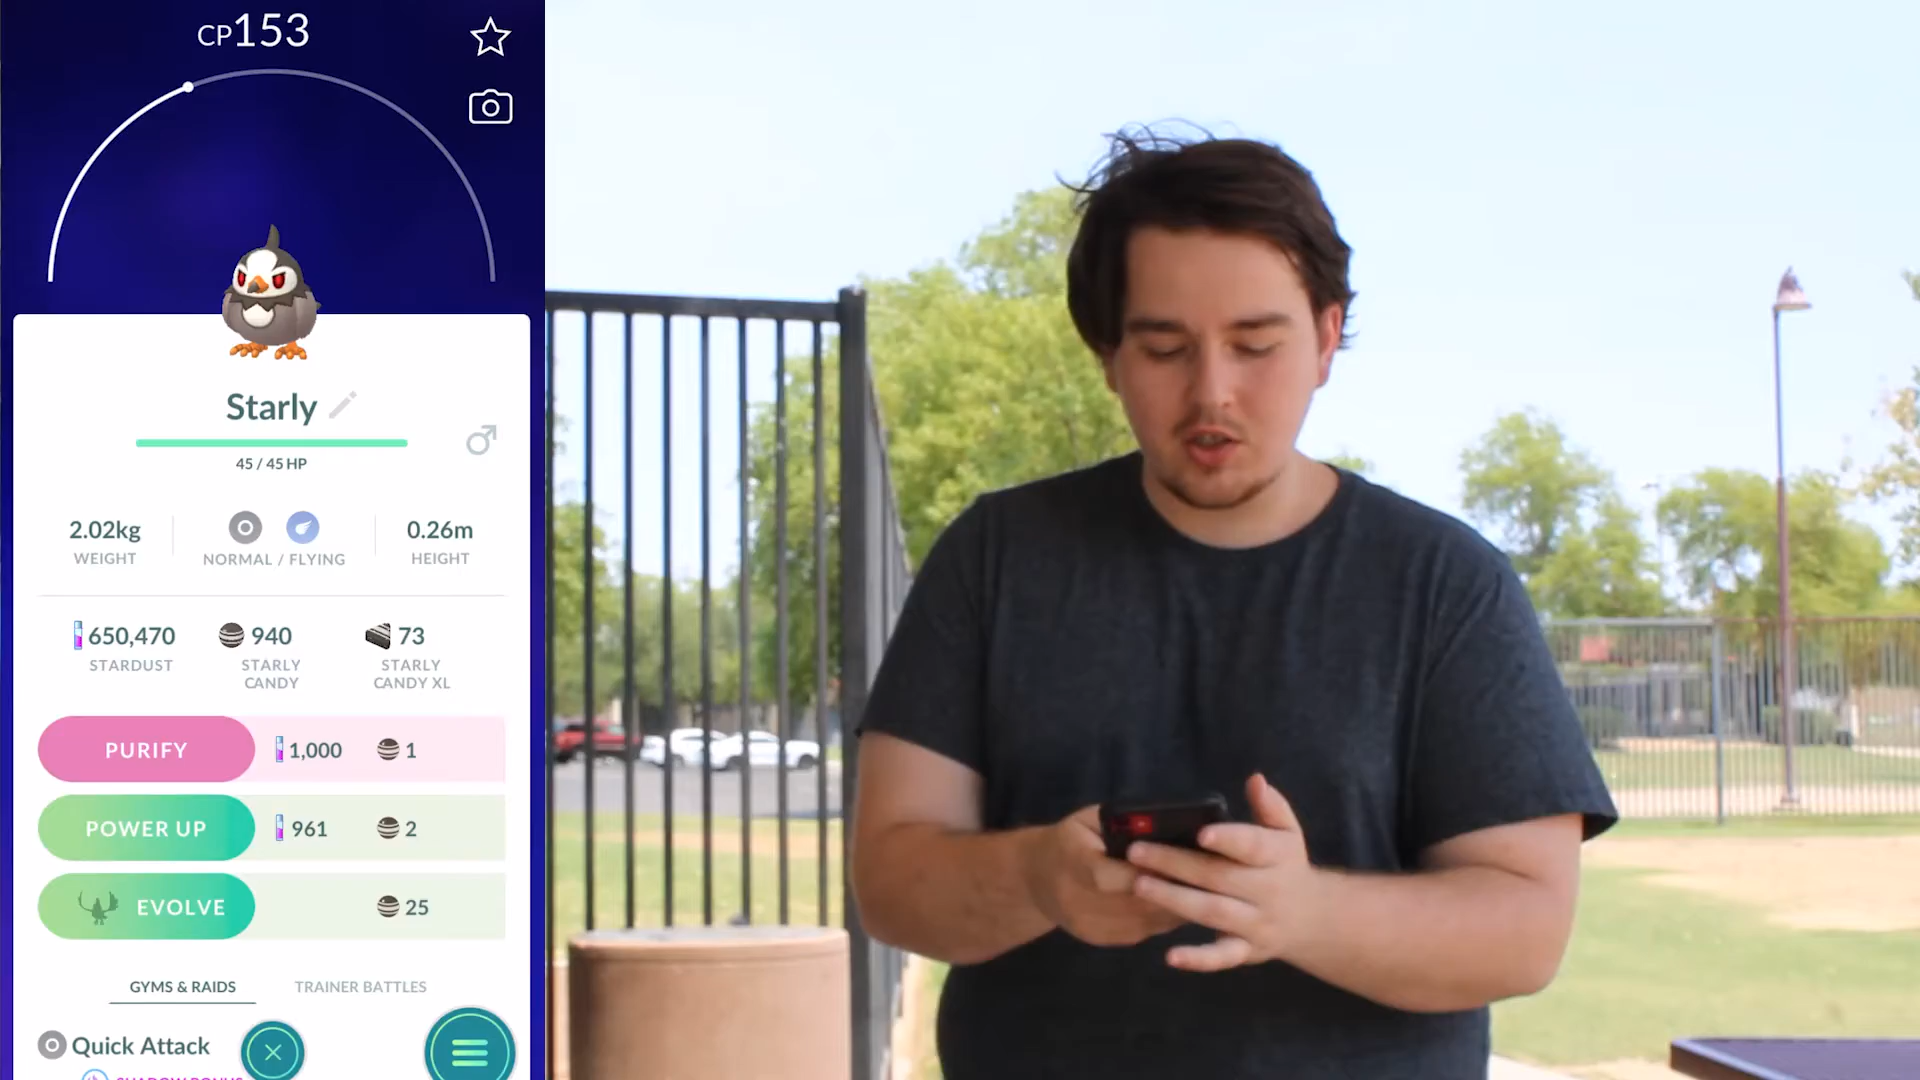 CP153
Starly
45 / 45 HP
2.02kg
WEIGHT
NORMAL / FLYING
0.26m
HEIGHT
650,470
STARDUST
940
STARLY
CANDY
73
STARLY
CANDY XL
PURIFY 1,000 1
POWER UP 961 2
EVOLVE 25
GYMS & RAIDS TRAINER BATTLES
Quick Attack
SHADOW BONUS